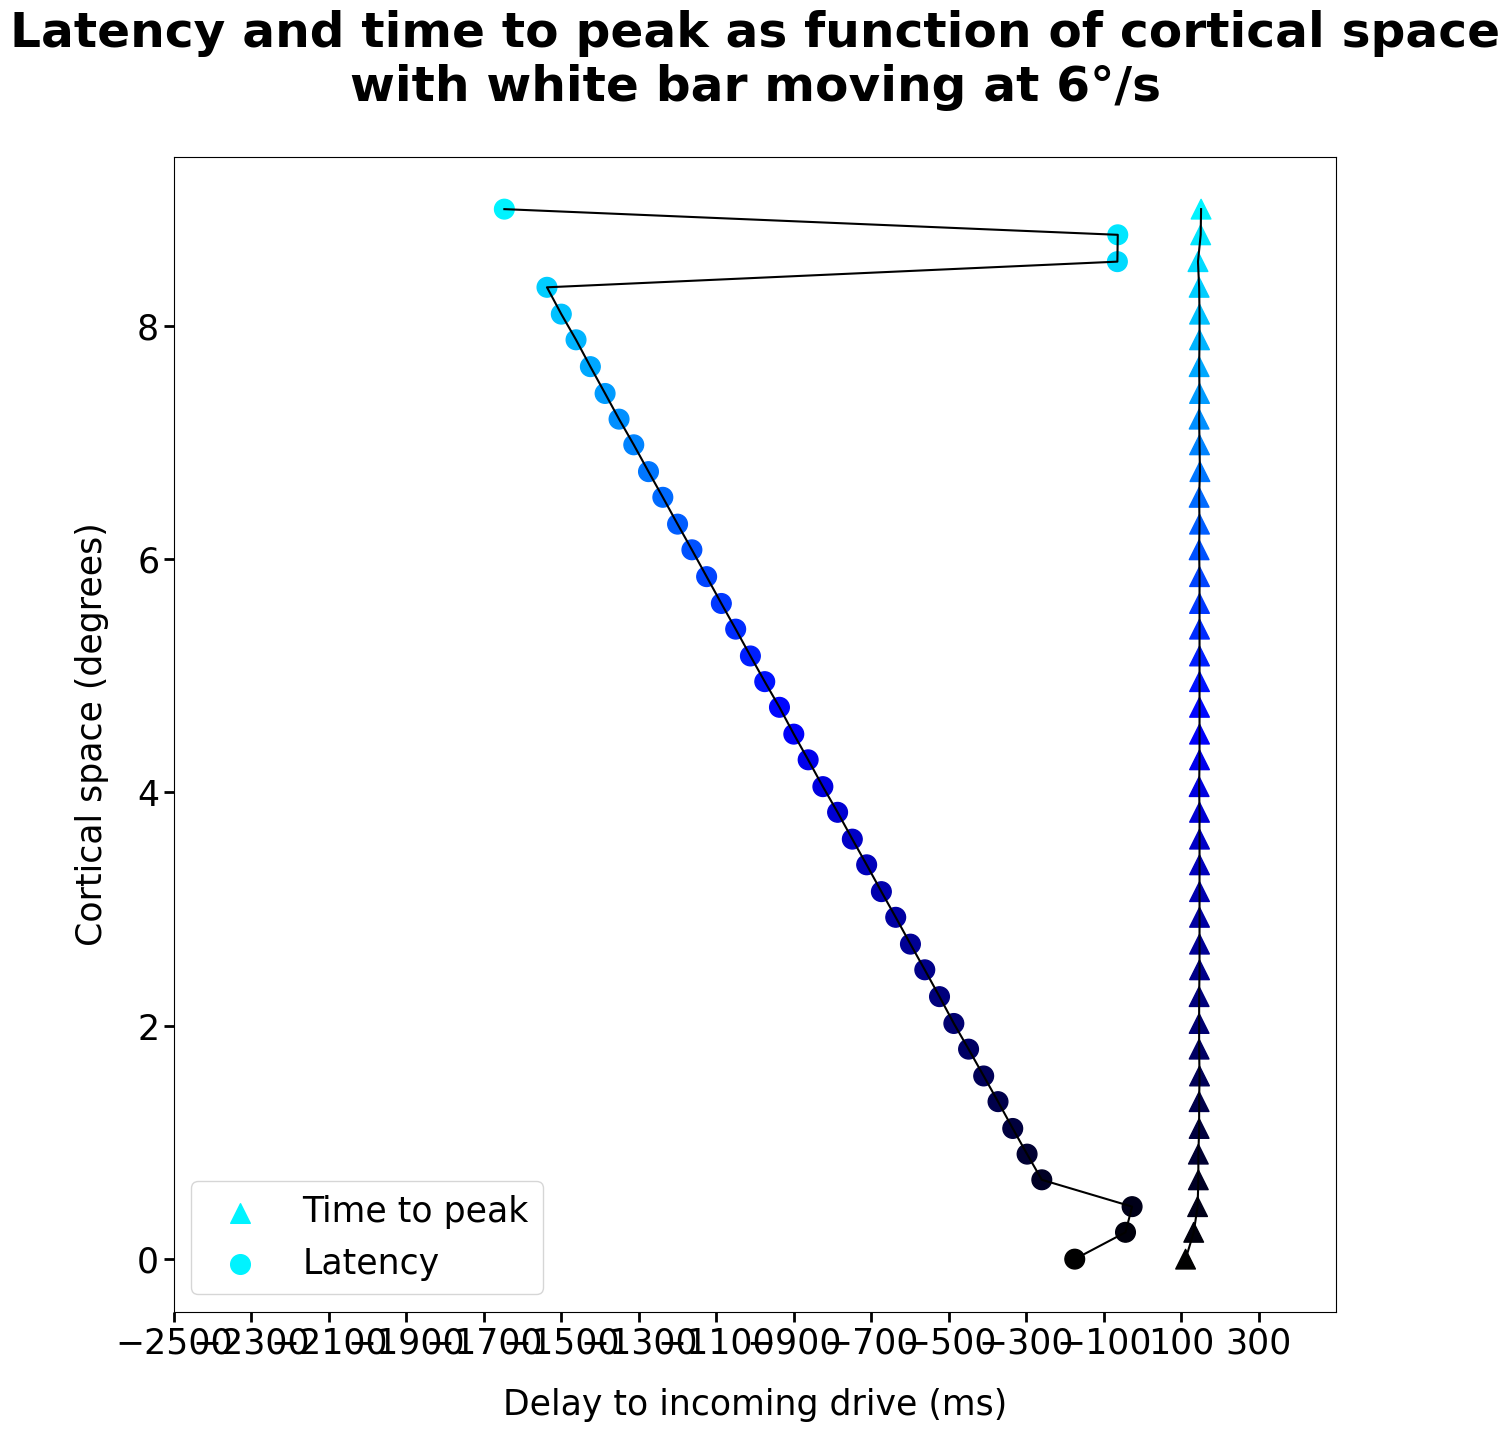 Latency and time to peak as function of cortical space
with white bar moving at 6°/s
8
6
4
2
0
Cortical space (degrees)
Time to peak
Latency
−2500 −2300 −2100 −1900 −1700 −1500 −1300 −1100 −900 −700 −500 −300 −100 100 300
Delay to incoming drive (ms)